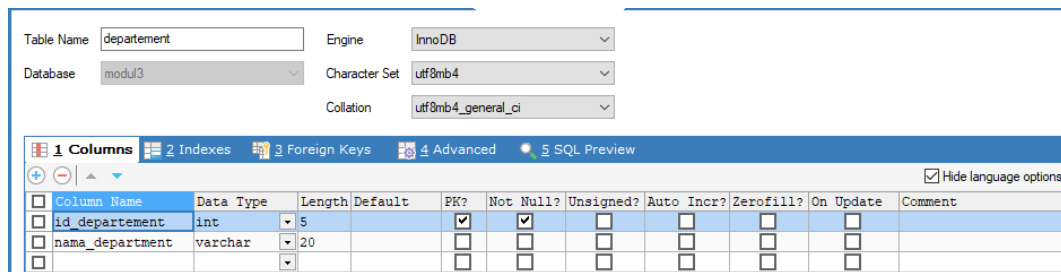 Table Name departement Engine InnoDB
Database modul3 Character Set utf8mb4
Collation utf8mb4_general_ci
1 Columns 2 Indexes 3 Foreign Keys 4 Advanced 5 SQL Preview
Hide language options
Column Name Data Type Length Default PK? Not Null? Unsigned? Auto Incr? Zerofill? On Update Comment
id_departement int 5
nama_department varchar 20